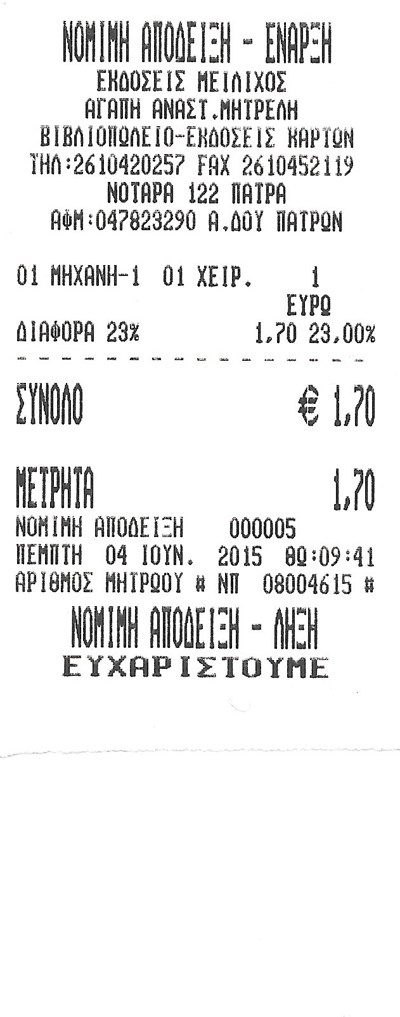 ΝΟΜΙΜΗ ΑΠΟΔΕΙΞΗ - ΕΝΑΡΞΗ
ΕΚΔΟΣΕΙΣ ΜΕΙΛΙΧΟΣ
ΑΓΑΠΗ ΑΝΑΣΤ.ΜΗΤΡΕΛΗ
ΒΙΒΛΙΟΠΩΛΕΙΟ-ΕΚΔΟΣΕΙΣ ΚΑΡΤΩΝ
ΤΗΛ:2610420257 FAX 2610452119
ΝΟΤΑΡΑ 122 ΠΑΤΡΑ
ΑΦΜ:047823290 Α.ΔΟΥ ΠΑΤΡΩΝ
01 ΜΗΧΑΝΗ-1 01 ΧΕΙΡ. 1
ΕΥΡΩ
ΔΙΑΦΟΡΑ 23% 1,70 23,00%
ΣΥΝΟΛΟ € 1,70
ΜΕΤΡΗΤΑ 1,70
ΝΟΜΙΜΗ ΑΠΟΔΕΙΞΗ 000005
ΠΕΜΠΤΗ 04 ΙΟΥΝ. 2015 8Ω:09:41
ΑΡΙΘΜΟΣ ΜΗΤΡΩΟΥ # ΝΠ 08004615 #
ΝΟΜΙΜΗ ΑΠΟΔΕΙΞΗ - ΛΗΞΗ
ΕΥΧΑΡΙΣΤΟΥΜΕ